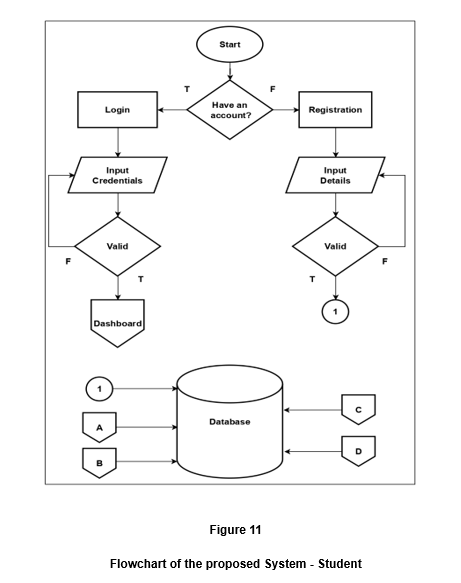 Start
T
Have an
account?
F
Login
Registration
Input
Credentials
Input
Details
Valid
F
T
Valid
T
F
Dashboard
1
1
A
B
Database
C
D
Figure 11
Flowchart of the proposed System - Student